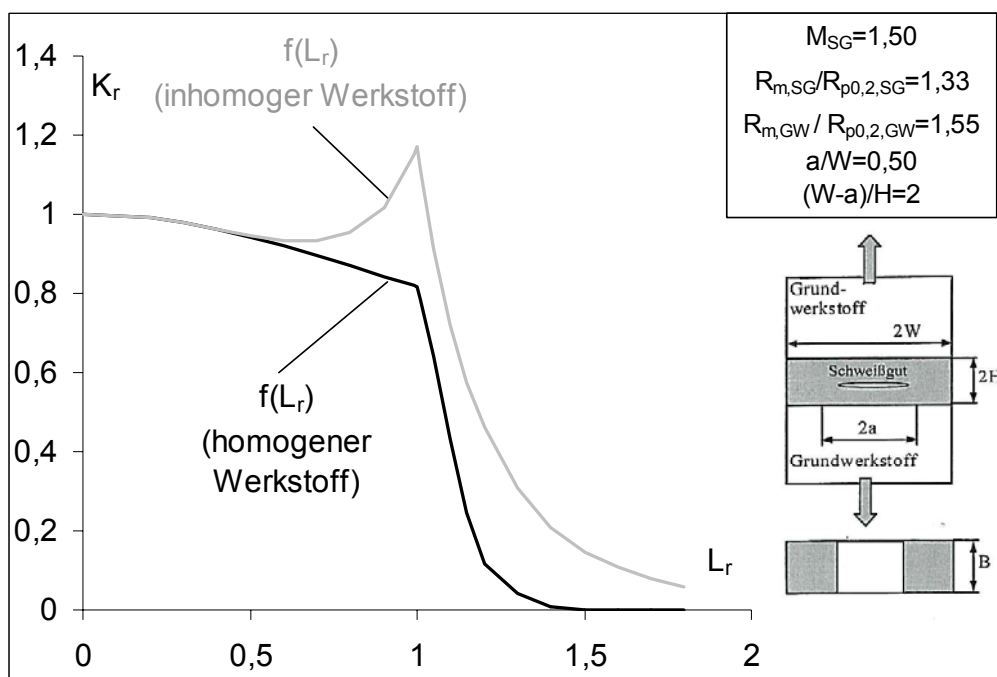 K_r
1,4
1,2
1
0,8
0,6
0,4
0,2
0
0
0,5
1
1,5
2
L_r
f(L_r)
(inhomoger Werkstoff)
f(L_r)
(homogener
Werkstoff)
M_SG=1,50
R_m,SG/R_p0,2,SG=1,33
R_m,GW/ R_p0,2,GW=1,55
a/W=0,50
(W-a)/H=2
Grund-
werkstoff
2W
Schweißgut
2H
2a
Grundwerkstoff
B